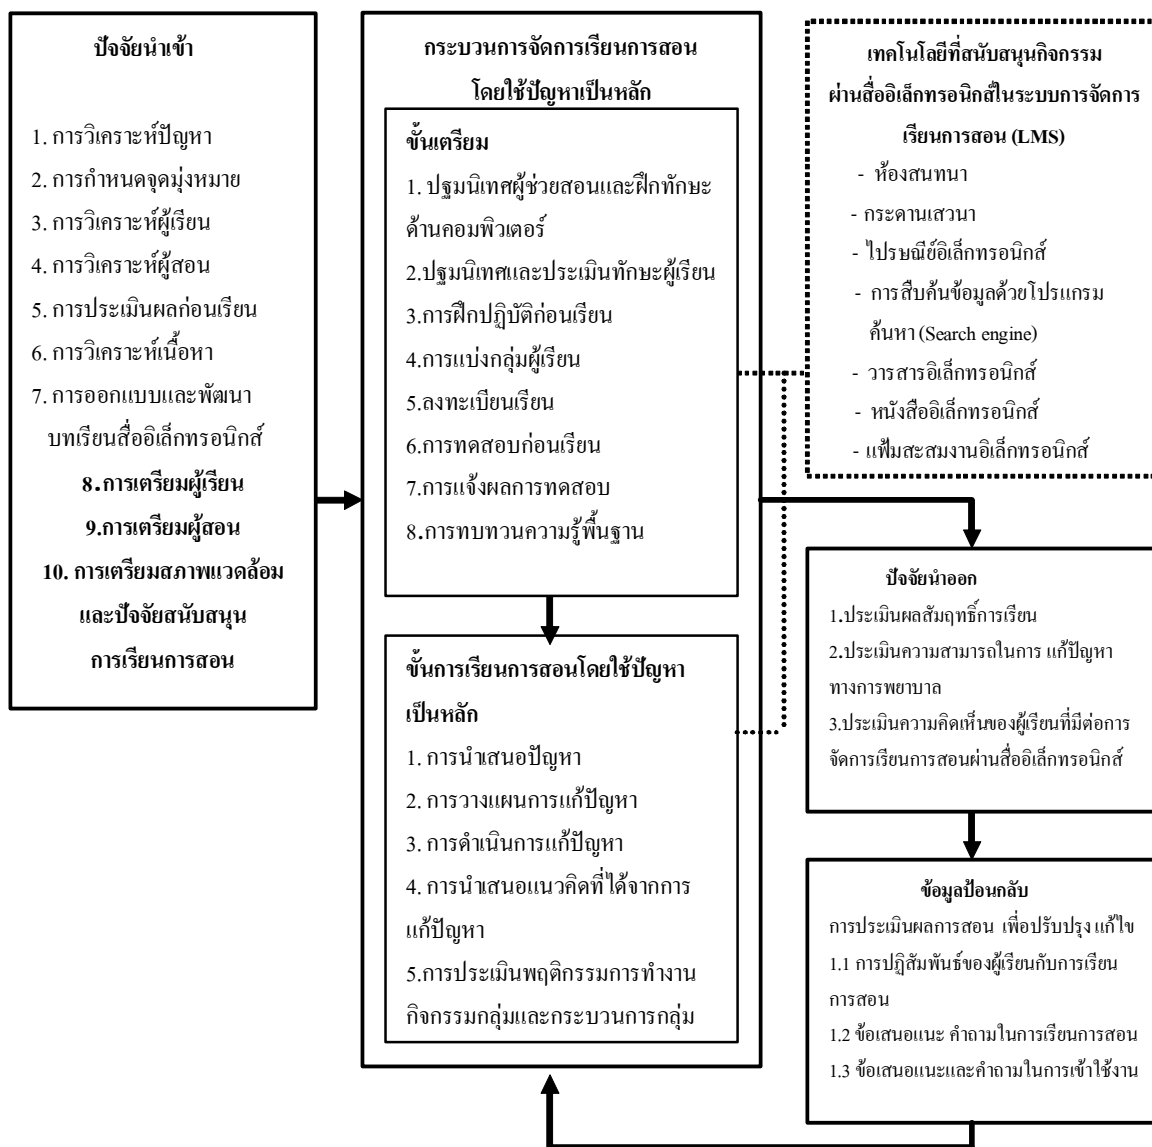 ปัจจัยนำเข้า
1. การวิเคราะห์ปัญหา
2. การกำหนดจุดมุ่งหมาย
3. การวิเคราะห์ผู้เรียน
4. การวิเคราะห์ผู้สอน
5. การประเมินผลก่อนเรียน
6. การวิเคราะห์เนื้อหา
7. การออกแบบและพัฒนา
บทเรียนสื่ออิเล็กทรอนิกส์
8.การเตรียมผู้เรียน
9.การเตรียมผู้สอน
10. การเตรียมสภาพแวดล้อม
และปัจจัยสนับสนุน
การเรียนการสอน
กระบวนการจัดการเรียนการสอน
โดยใช้ปัญหาเป็นหลัก
ขั้นเตรียม
1. ปฐมนิเทศผู้ช่วยสอนและฝึกทักษะ
ด้านคอมพิวเตอร์
2.ปฐมนิเทศและประเมินทักษะผู้เรียน
3.การฝึกปฏิบัติก่อนเรียน
4.การแบ่งกลุ่มผู้เรียน
5.ลงทะเบียนเรียน
6.การทดสอบก่อนเรียน
7.การแจ้งผลการทดสอบ
8.การทบทวนความรู้พื้นฐาน
ขั้นการเรียนการสอนโดยใช้ปัญหา
เป็นหลัก
1. การนำเสนอปัญหา
2. การวางแผนการแก้ปัญหา
3. การดำเนินการแก้ปัญหา
4. การนำเสนอแนวคิดที่ได้จากการ
แก้ปัญหา
5.การประเมินพฤติกรรมการทำงาน
กิจกรรมกลุ่มและกระบวนการกลุ่ม
เทคโนโลยีที่สนับสนุนกิจกรรม
ผ่านสื่ออิเล็กทรอนิกส์ในระบบการจัดการ
เรียนการสอน (LMS)
- ห้องสนทนา
- กระดานเสวนา
- ไปรษณีย์อิเล็กทรอนิกส์
- การสืบค้นข้อมูลด้วยโปรแกรม
ค้นหา (Search engine)
- วารสารอิเล็กทรอนิกส์
- หนังสืออิเล็กทรอนิกส์
- แฟ้มสะสมงานอิเล็กทรอนิกส์
ปัจจัยนำออก
1.ประเมินผลสัมฤทธิ์การเรียน
2.ประเมินความสามารถในการ แก้ปัญหา
ทางการพยาบาล
3.ประเมินความคิดเห็นของผู้เรียนที่มีต่อการ
จัดการเรียนการสอนผ่านสื่ออิเล็กทรอนิกส์
ข้อมูลป้อนกลับ
การประเมินผลการสอน เพื่อปรับปรุง แก้ไข
1.1 การปฏิสัมพันธ์ของผู้เรียนกับการเรียน
การสอน
1.2 ข้อเสนอแนะ คำถามในการเรียนการสอน
1.3 ข้อเสนอแนะและคำถามในการเข้าใช้งาน